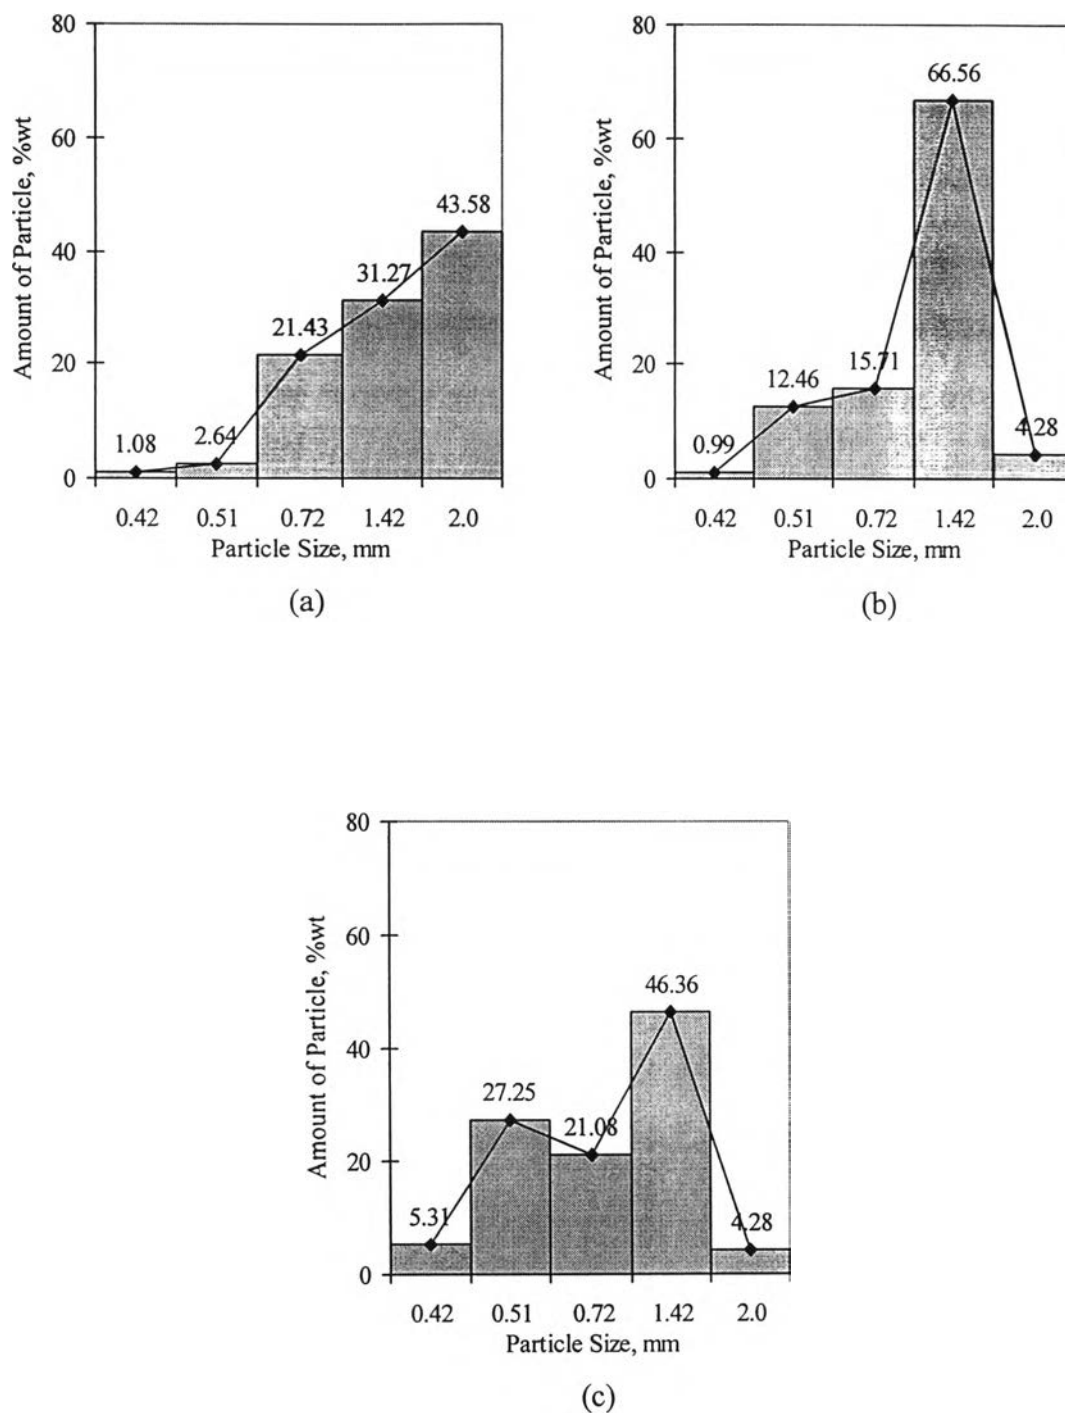 80
60
40
20
0
Amount of Particle, %wt
1.08
2.64
21.43
31.27
43.58
0.42 0.51 0.72 1.42 2.0
Particle Size, mm
(a)
80
60
40
20
0
Amount of Particle, %wt
0.99
12.46
15.71
66.56
4.28
0.42 0.51 0.72 1.42 2.0
Particle Size, mm
(b)
80
60
40
20
0
Amount of Particle, %wt
5.31
27.25
21.08
46.36
4.28
0.42 0.51 0.72 1.42 2.0
Particle Size, mm
(c)